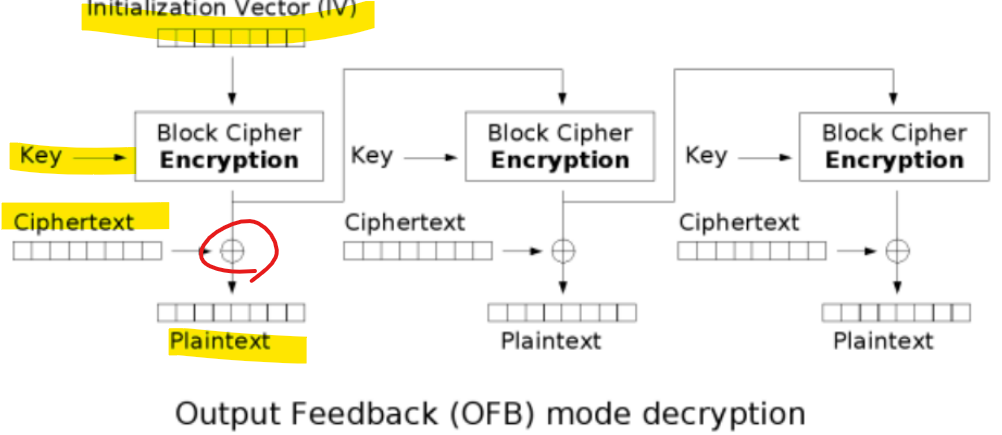 Initialization Vector (IV)
Block Cipher
Encryption
Block Cipher
Encryption
Block Cipher
Encryption
Key
Key
Key
Ciphertext
Ciphertext
Ciphertext
Plaintext
Plaintext
Plaintext
Output Feedback (OFB) mode decryption